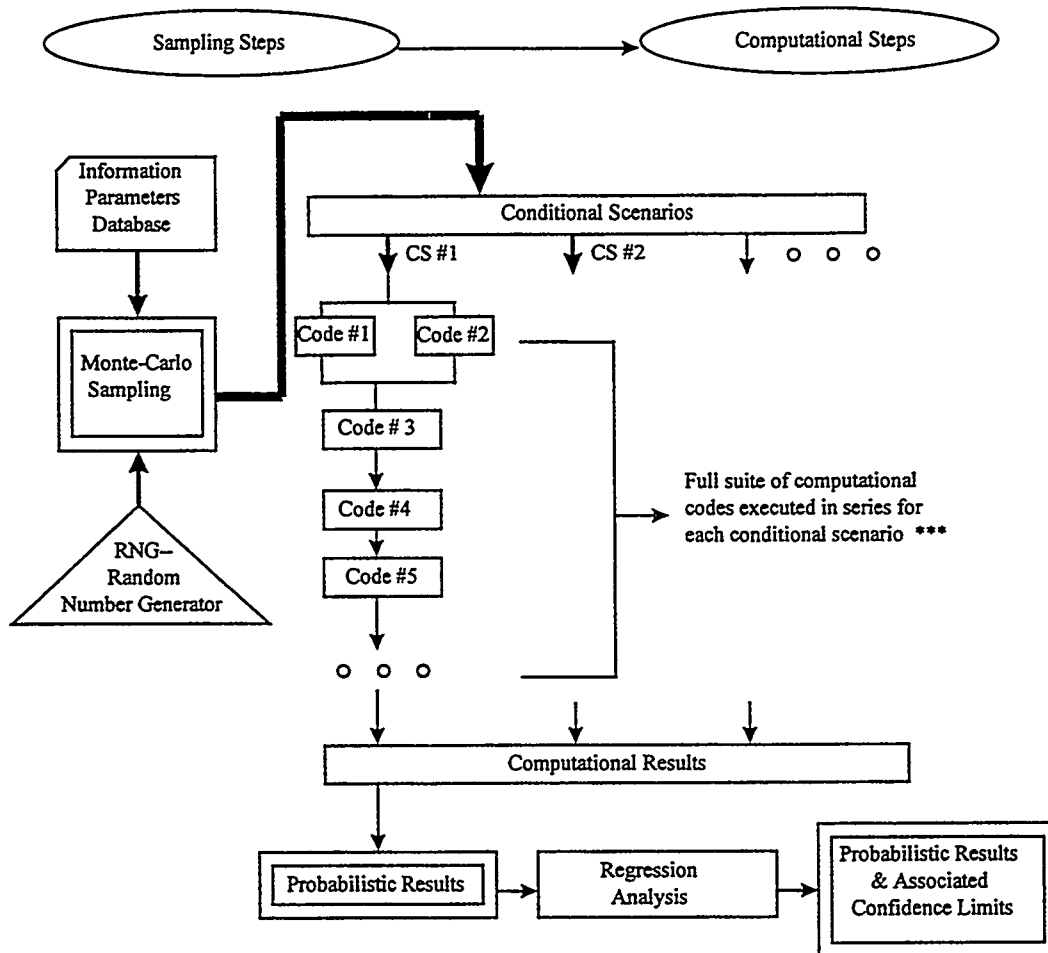 Sampling Steps
Computational Steps
Information
Parameters
Database
Conditional Scenarios
CS #1
CS #2
Code #1
Code #2
Monte-Carlo
Sampling
Code # 3
Full suite of computational
codes executed in series for
each conditional scenario ***
Code #4
RNG–
Random
Number Generator
Code #5
Computational Results
Probabilistic Results
Regression
Analysis
Probabilistic Results
& Associated
Confidence Limits